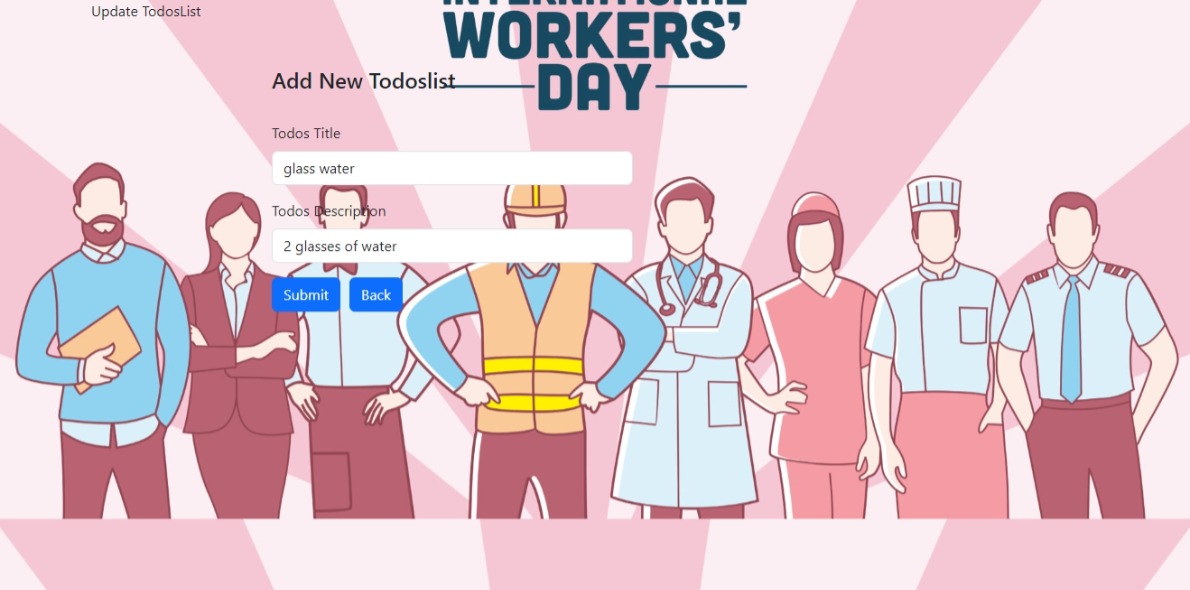 Update TodosList
INTERNATIONAL
WORKERS'
DAY
Add New Todoslist
Todos Title
glass water
Todos Description
2 glasses of water
Submit Back